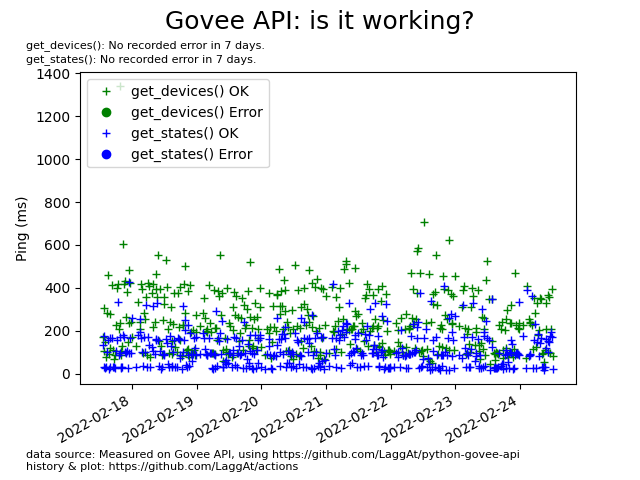 Govee API: is it working?
get_devices(): No recorded error in 7 days.
get_states(): No recorded error in 7 days.
get_devices() OK
get_devices() Error
get_states() OK
get_states() Error
Ping (ms)
1400
1200
1000
800
600
400
200
0
2022-02-18
2022-02-19
2022-02-20
2022-02-21
2022-02-22
2022-02-23
2022-02-24
data source: Measured on Govee API, using https://github.com/LaggAt/python-govee-api
history & plot: https://github.com/LaggAt/actions